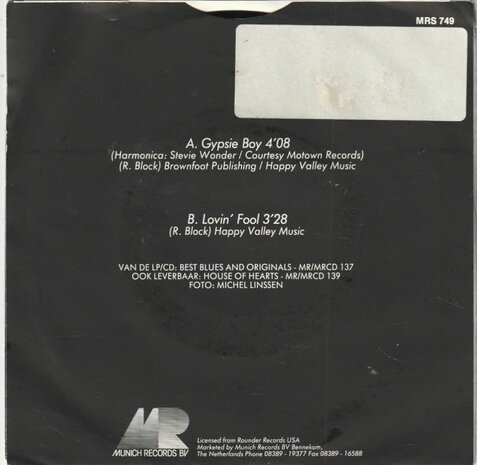 MRS 749
A. Gypsie Boy 4'08
(Harmonica: Stevie Wonder / Courtesy Motown Records)
(R. Block) Brownfoot Publishing / Happy Valley Music
B. Lovin' Fool 3'28
(R. Block) Happy Valley Music
VAN DE LP/CD: BEST BLUES AND ORIGINALS - MR/MRCD 137
OOK LEVERBAAR: HOUSE OF HEARTS - MR/MRCD 139
FOTO: MICHEL LINSSEN
MR
MUNICH RECORDS BV
Licensed from Rounder Records USA
Marketed by Munich Records BV Bennekom,
The Netherlands Phone 08389 - 19377 Fax 08389 - 16588